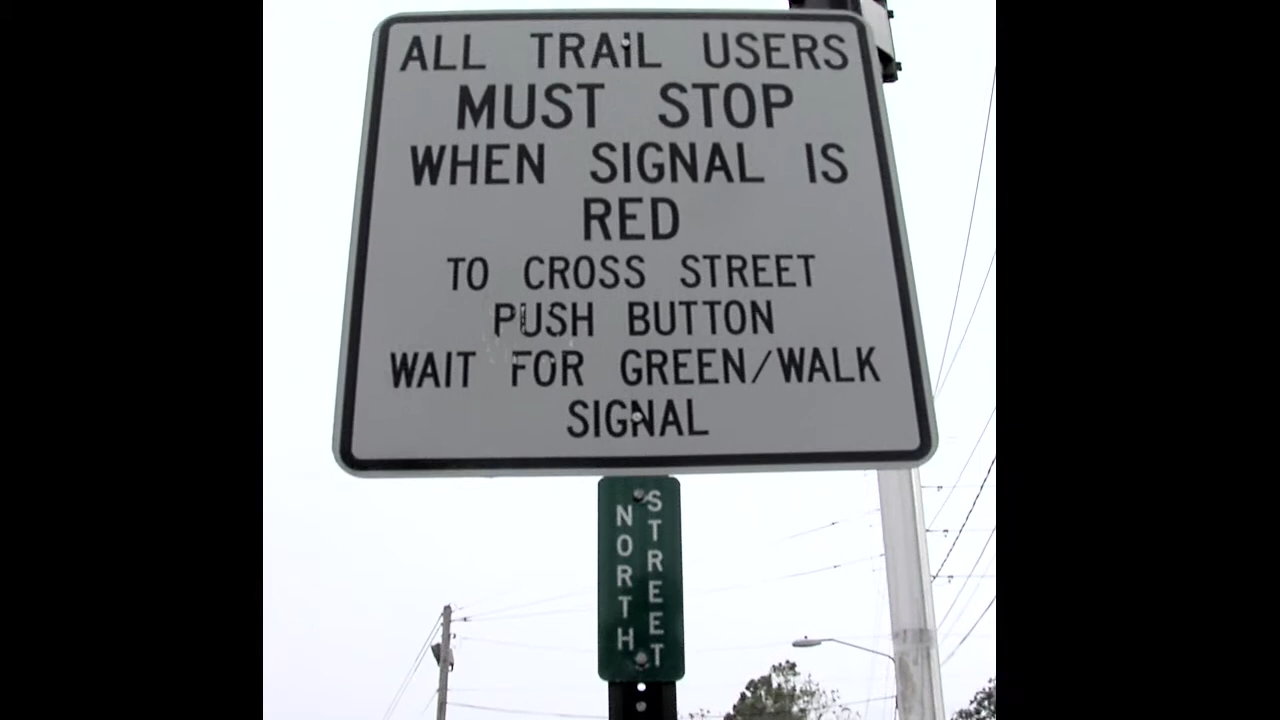 ALL TRAIL USERS
MUST STOP
WHEN SIGNAL IS
RED
TO CROSS STREET
PUSH BUTTON
WAIT FOR GREEN/WALK
SIGNAL
NORTH
STREET